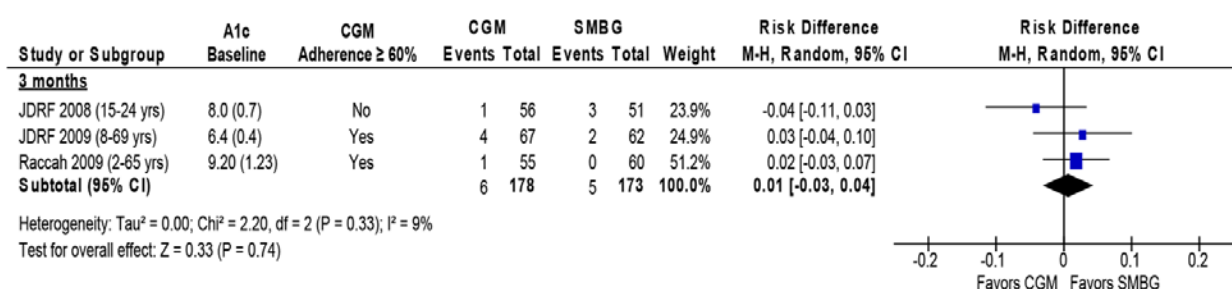 A1c CGM CGM SMBG Risk Difference Risk Difference
Study or Subgroup Baseline Adherence ≥ 60% Events Total Events Total Weight M-H, Random, 95% CI M-H, Random, 95% CI
3 months
JDRF 2008 (15-24 yrs) 8.0 (0.7) No 1 56 3 51 23.9% -0.04 [-0.11, 0.03]
JDRF 2009 (8-69 yrs) 6.4 (0.4) Yes 4 67 2 62 24.9% 0.03 [-0.04, 0.10]
Raccah 2009 (2-65 yrs) 9.20 (1.23) Yes 1 55 0 60 51.2% 0.02 [-0.03, 0.07]
Subtotal (95% CI) 6 178 5 173 100.0% 0.01 [-0.03, 0.04]
Heterogeneity: Tau² = 0.00; Chi² = 2.20, df = 2 (P = 0.33); I² = 9%
Test for overall effect: Z = 0.33 (P = 0.74)
-0.2 -0.1 0 0.1 0.2
Favors CGM Favors SMBG